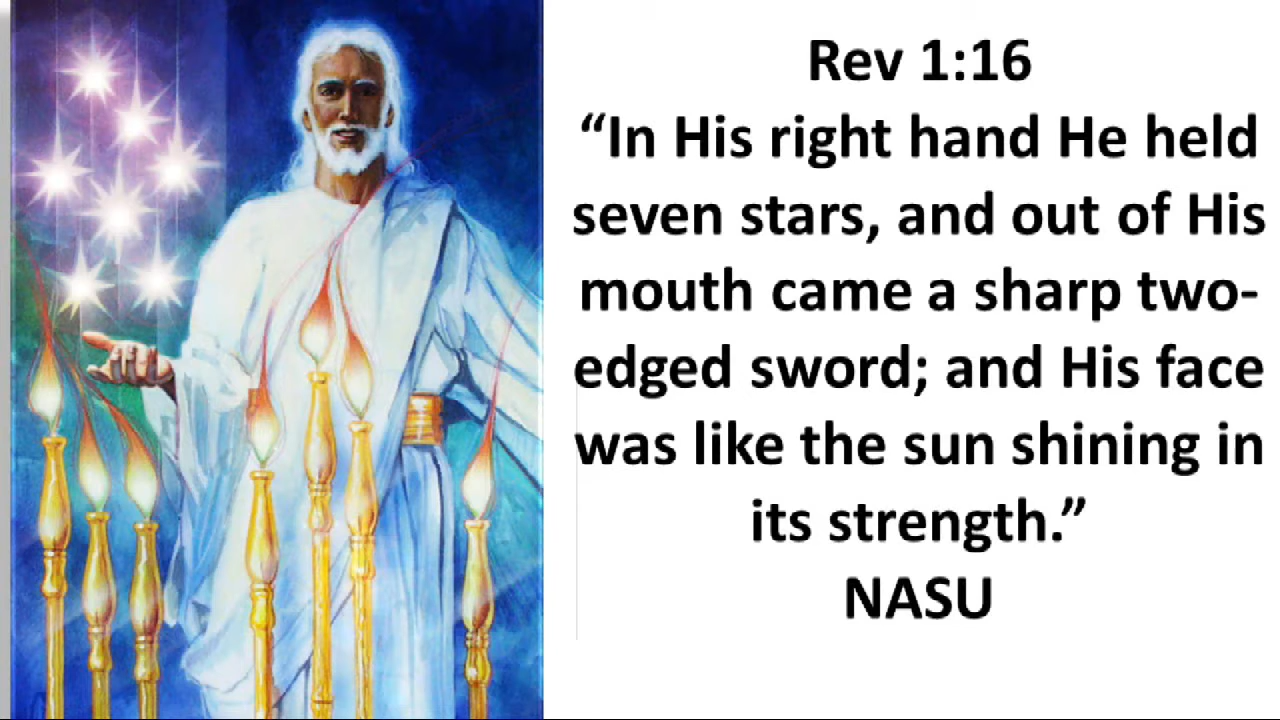 Rev 1:16
“In His right hand He held
seven stars, and out of His
mouth came a sharp two-
edged sword; and His face
was like the sun shining in
its strength.”
NASU